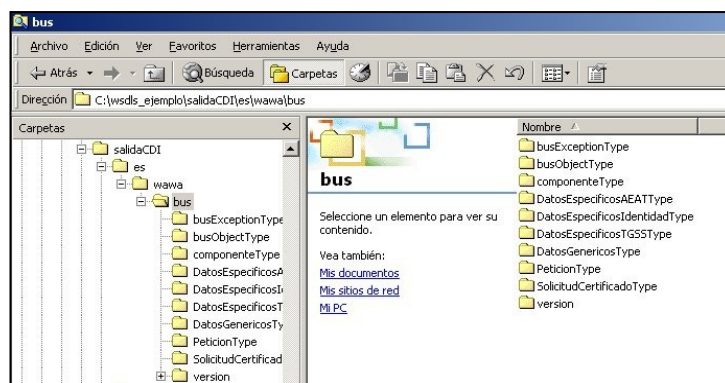 bus
Archivo Edición Ver Favoritos Herramientas Ayuda
Atrás Búsqueda Carpetas
Dirección C:\wsdls_ejemplo\salidaCDI\es\wawa\bus
Carpetas
salidaCDI
es
wawa
bus
busExceptionType
busObjectType
componenteType
DatosEspecificosA
DatosEspecificosI
DatosEspecificosT
DatosGenericosTy
PeticionType
SolicitudCertificad
version
bus
Seleccione un elemento para ver su
contenido.
Vea también:
Mis documentos
Mis sitios de red
Mi PC
Nombre
busExceptionType
busObjectType
componenteType
DatosEspecificosAEATType
DatosEspecificosIdentidadType
DatosEspecificosTGSSType
DatosGenericosType
PeticionType
SolicitudCertificadoType
version